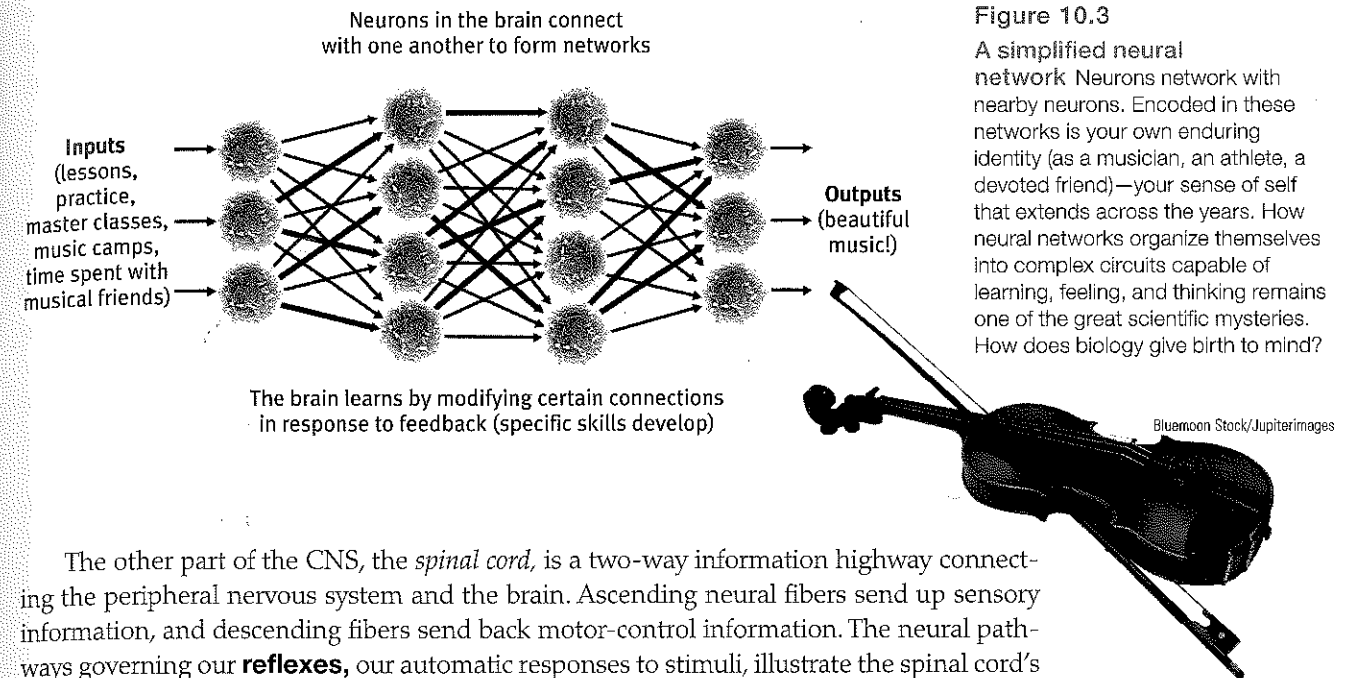 Neurons in the brain connect
with one another to form networks
Inputs
(lessons,
practice,
master classes,
music camps,
time spent with
musical friends)
Outputs
(beautiful
music!)
The brain learns by modifying certain connections
in response to feedback (specific skills develop)
Figure 10.3
A simplified neural
network Neurons network with
nearby neurons. Encoded in these
networks is your own enduring
identity (as a musician, an athlete, a
devoted friend)—your sense of self
that extends across the years. How
neural networks organize themselves
into complex circuits capable of
learning, feeling, and thinking remains
one of the great scientific mysteries.
How does biology give birth to mind?
Bluemoon Stock/Jupiterimages
The other part of the CNS, the spinal cord, is a two-way information highway connect-
ing the peripheral nervous system and the brain. Ascending neural fibers send up sensory
information, and descending fibers send back motor-control information. The neural path-
ways governing our reflexes, our automatic responses to stimuli, illustrate the spinal cord's